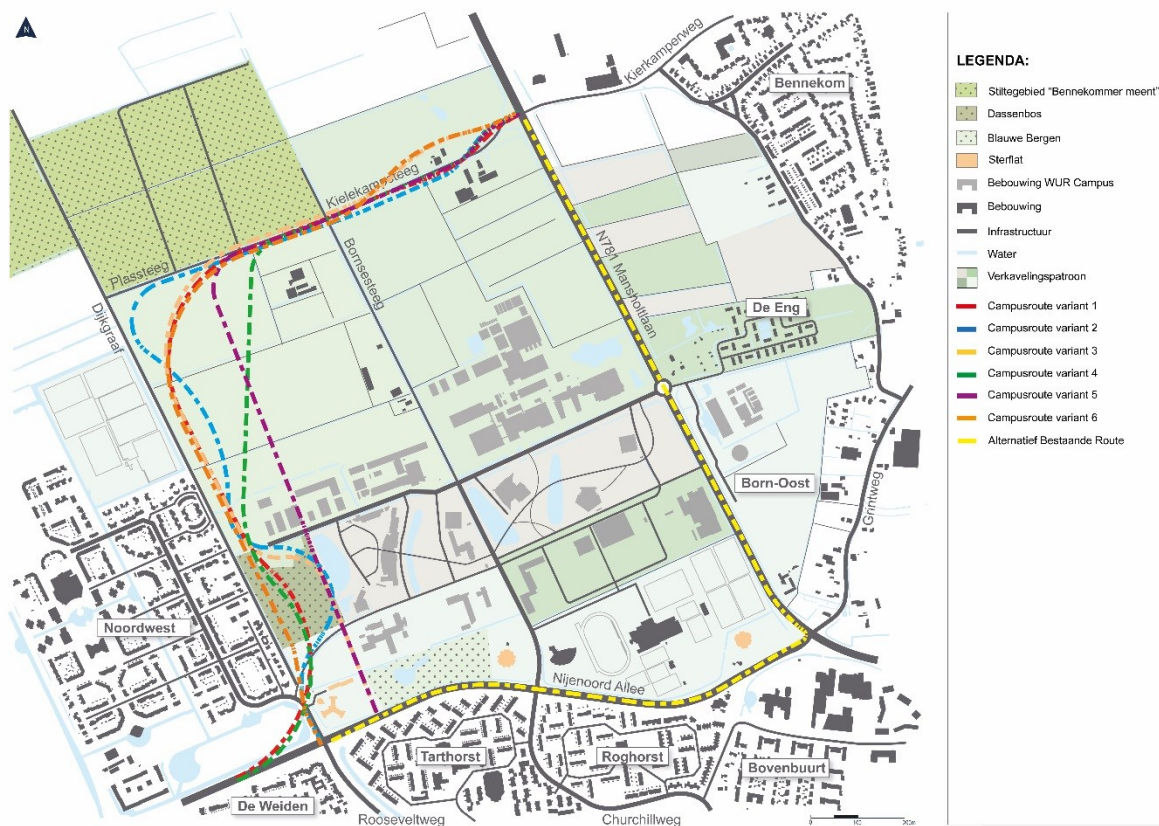 N
Kierkamperweg
Bennekom
Kielekampsteeg
Plassteeg
Bornsesteeg
Dijkgraaf
N781 Mansholtlaan
De Eng
Born-Oost
Grintweg
Noordwest
Nijenoord Allee
Tarthorst
Roghorst
Bovenbuurt
De Weiden
Rooseveltweg
Churchillweg
LEGENDA:
Stiltegebied "Bennekommer meent"
Dassenbos
Blauwe Bergen
Sterflat
Bebouwing WUR Campus
Bebouwing
Infrastructuur
Water
Verkavelingspatroon
Campusroute variant 1
Campusroute variant 2
Campusroute variant 3
Campusroute variant 4
Campusroute variant 5
Campusroute variant 6
Alternatief Bestaande Route